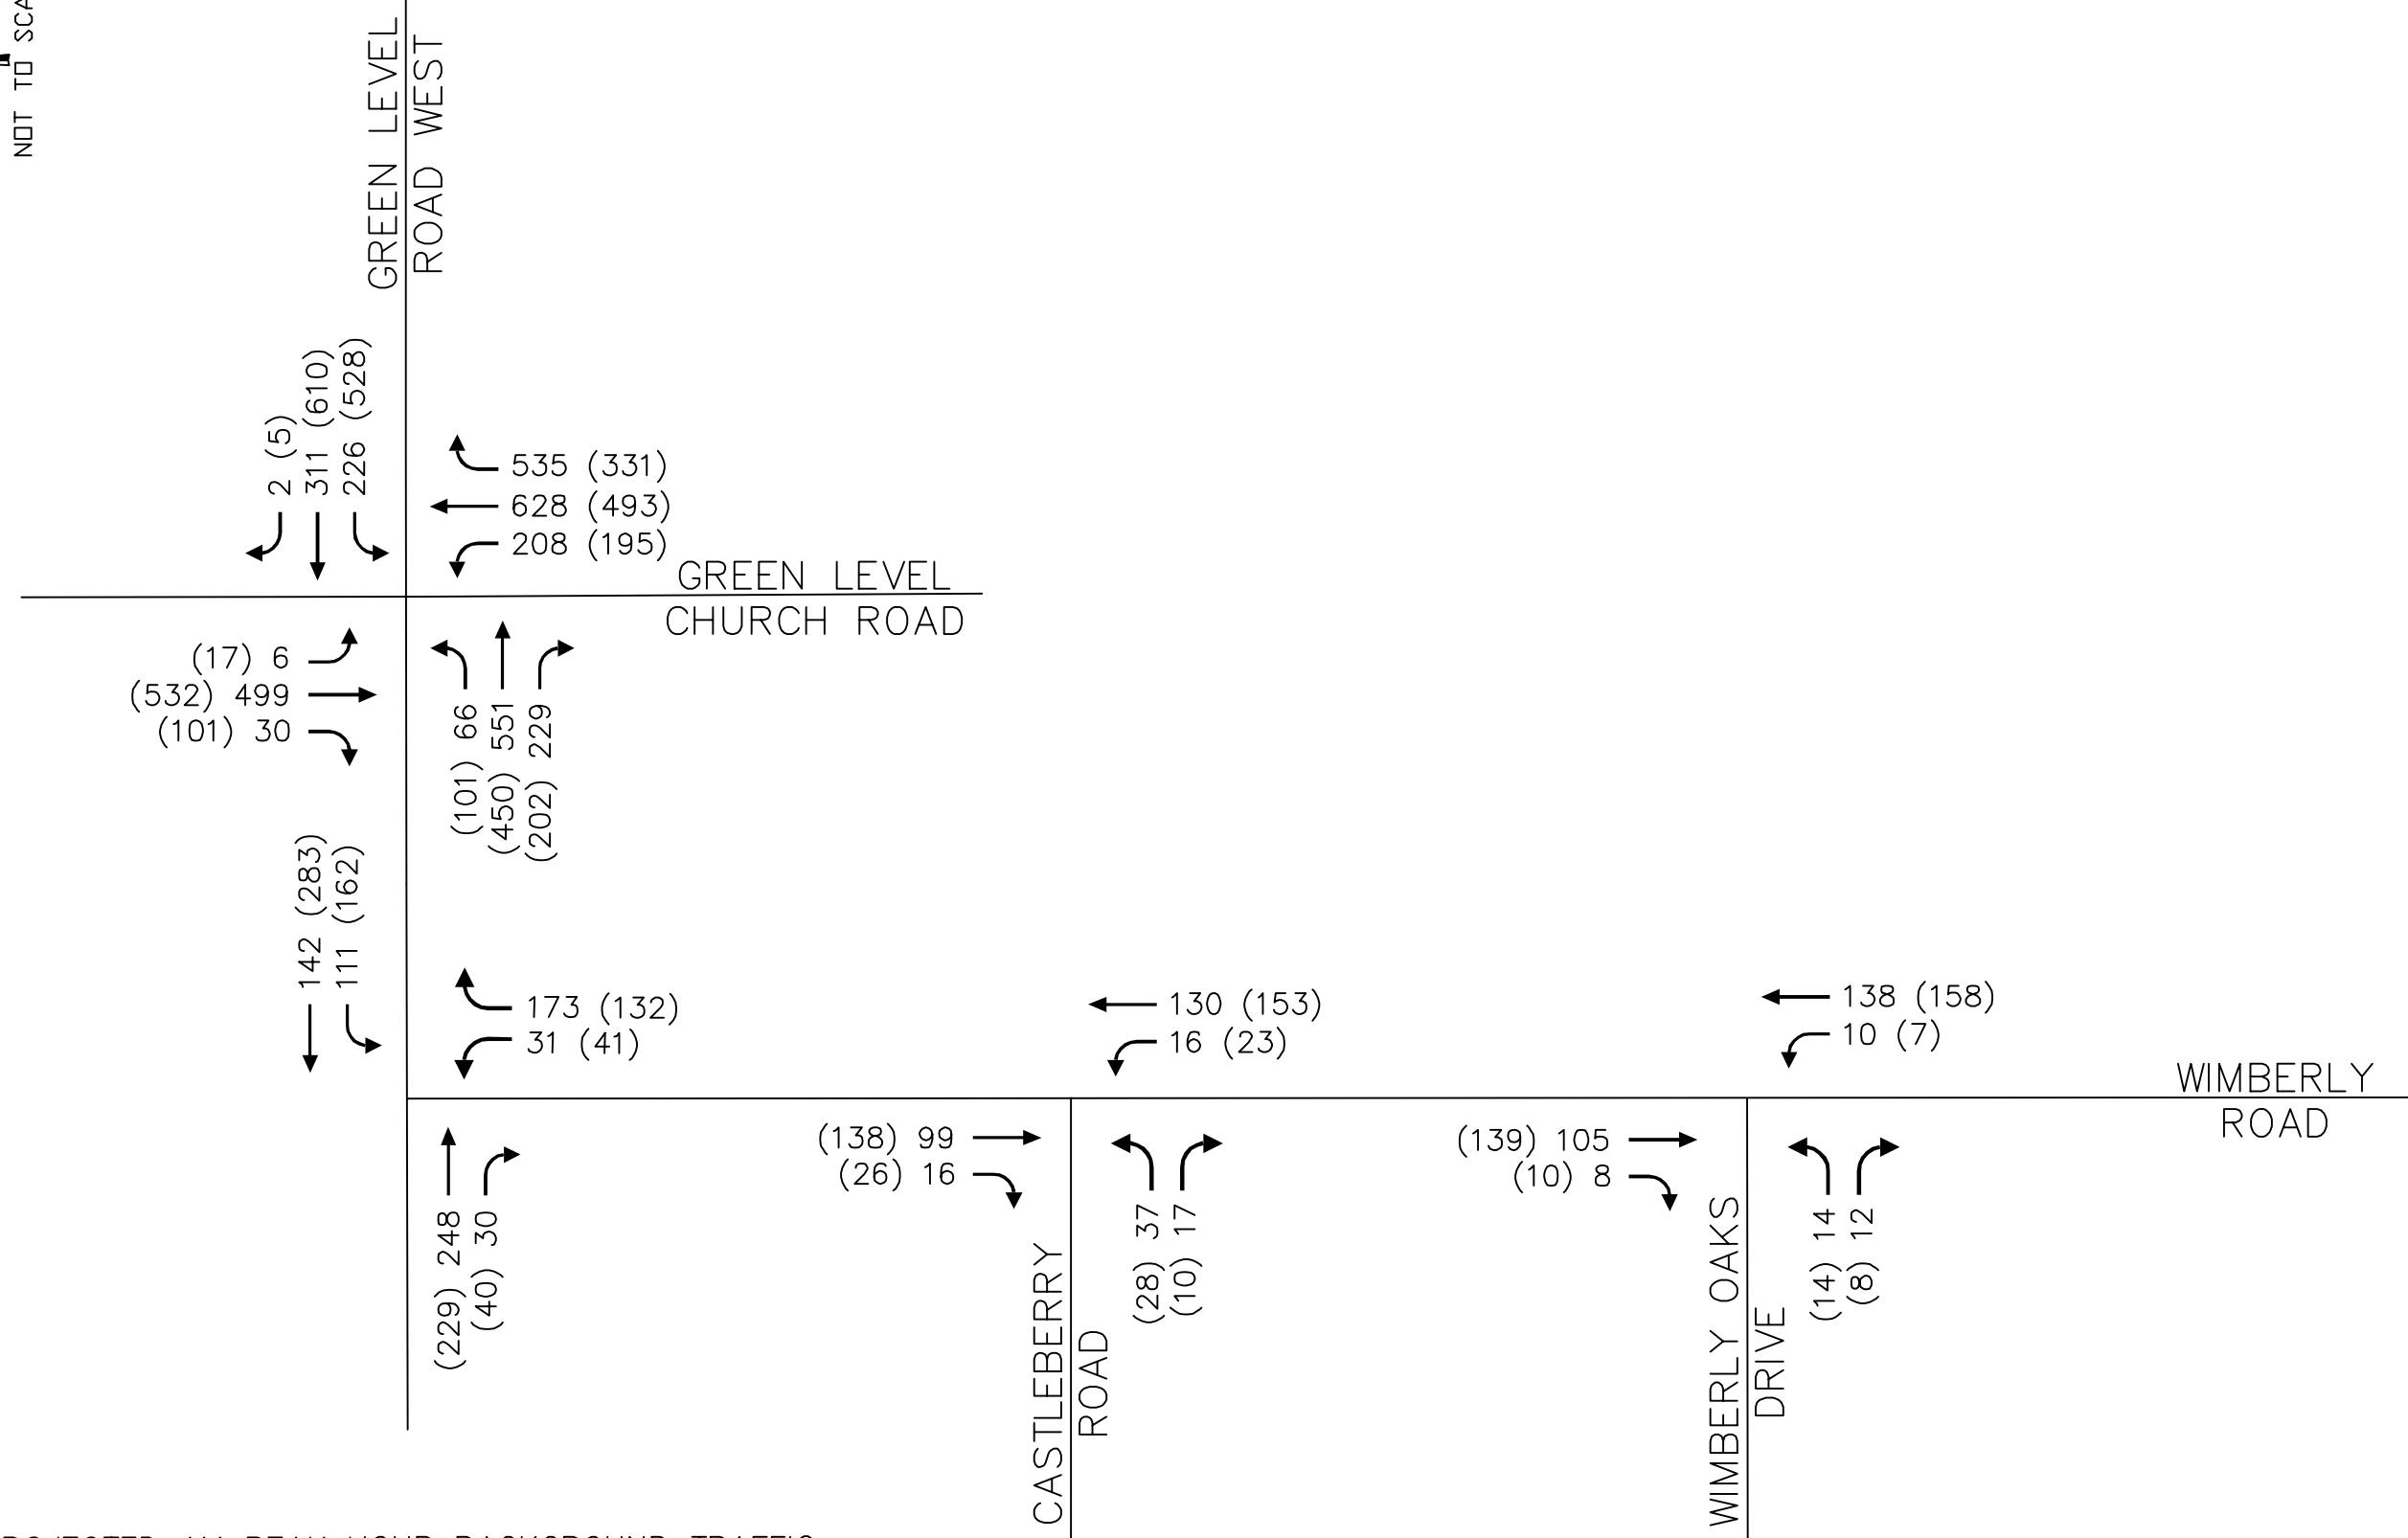 NOT TO
GREEN LEVEL
ROAD WEST
2 (5)
311 (610)
226 (528)
535 (331)
628 (493)
208 (195)
GREEN LEVEL
CHURCH ROAD
(17) 6
(532) 499
(101) 30
(101) 66
(450) 551
(202) 229
142 (283)
111 (162)
173 (132)
31 (41)
130 (153)
16 (23)
138 (158)
10 (7)
WIMBERLY
ROAD
(138) 99
(26) 16
(139) 105
(10) 8
(229) 248
(40) 30
(28) 37
(10) 17
(14) 14
(8) 12
CASTLEBERRY
ROAD
WIMBERLY OAKS
DRIVE